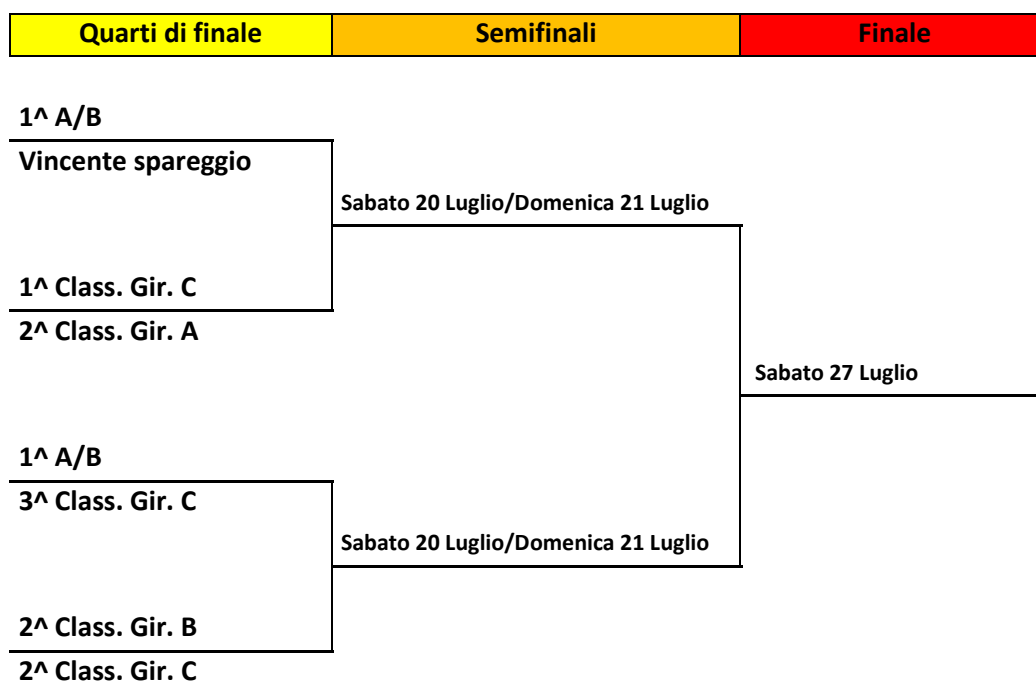 Quarti di finale Semifinali Finale
1^ A/B
Vincente spareggio
Sabato 20 Luglio/Domenica 21 Luglio
1^ Class. Gir. C
2^ Class. Gir. A
Sabato 27 Luglio
1^ A/B
3^ Class. Gir. C
Sabato 20 Luglio/Domenica 21 Luglio
2^ Class. Gir. B
2^ Class. Gir. C